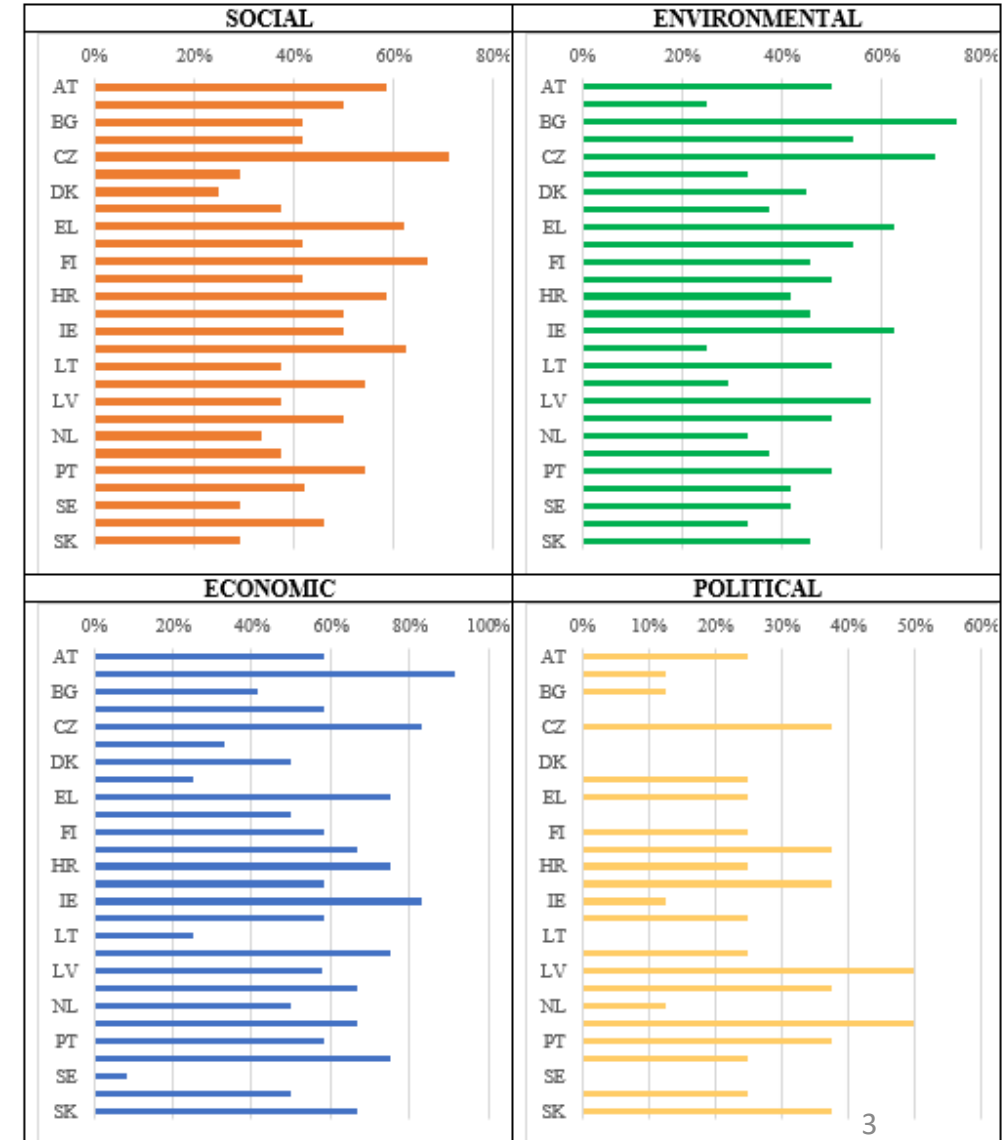 SOCIAL
0% 20% 40% 60% 80%
AT
BG
CZ
DK
EL
FI
HR
IE
LT
LV
NL
PT
SE
SK
ENVIRONMENTAL
0% 20% 40% 60% 80%
AT
BG
CZ
DK
EL
FI
HR
IE
LT
LV
NL
PT
SE
SK
ECONOMIC
0% 20% 40% 60% 80% 100%
AT
BG
CZ
DK
EL
FI
HR
IE
LT
LV
NL
PT
SE
SK
POLITICAL
0% 10% 20% 30% 40% 50% 60%
AT
BG
CZ
DK
EL
FI
HR
IE
LT
LV
NL
PT
SE
SK
3